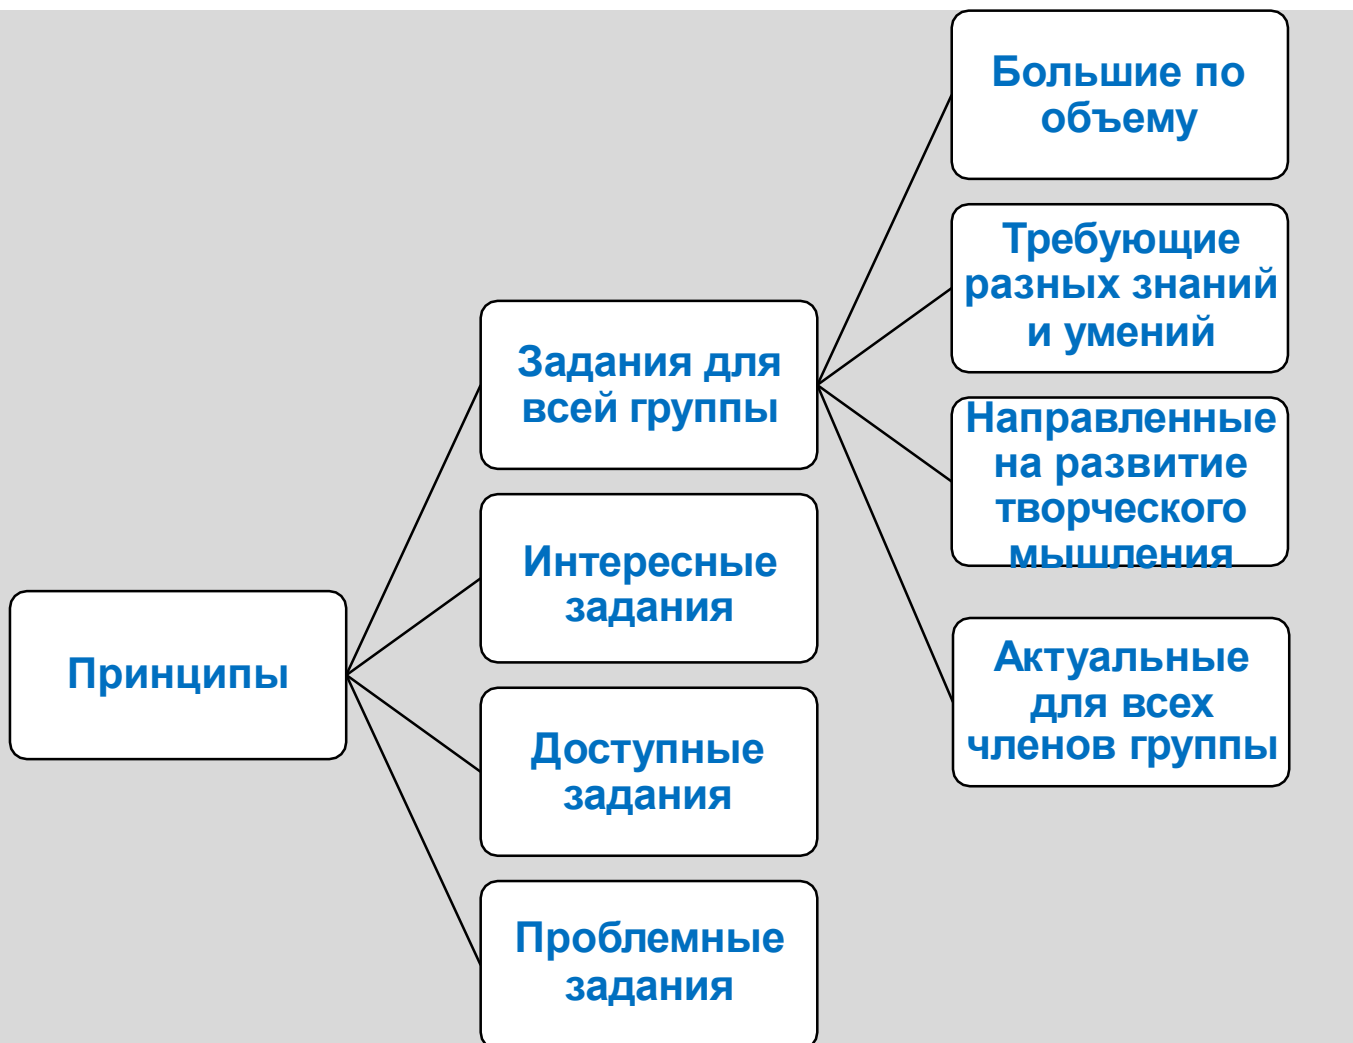 Принципы
Задания для
всей группы
Интересные
задания
Доступные
задания
Проблемные
задания
Большие по
объему
Требующие
разных знаний
и умений
Направленные
на развитие
творческого
мышления
Актуальные
для всех
членов группы